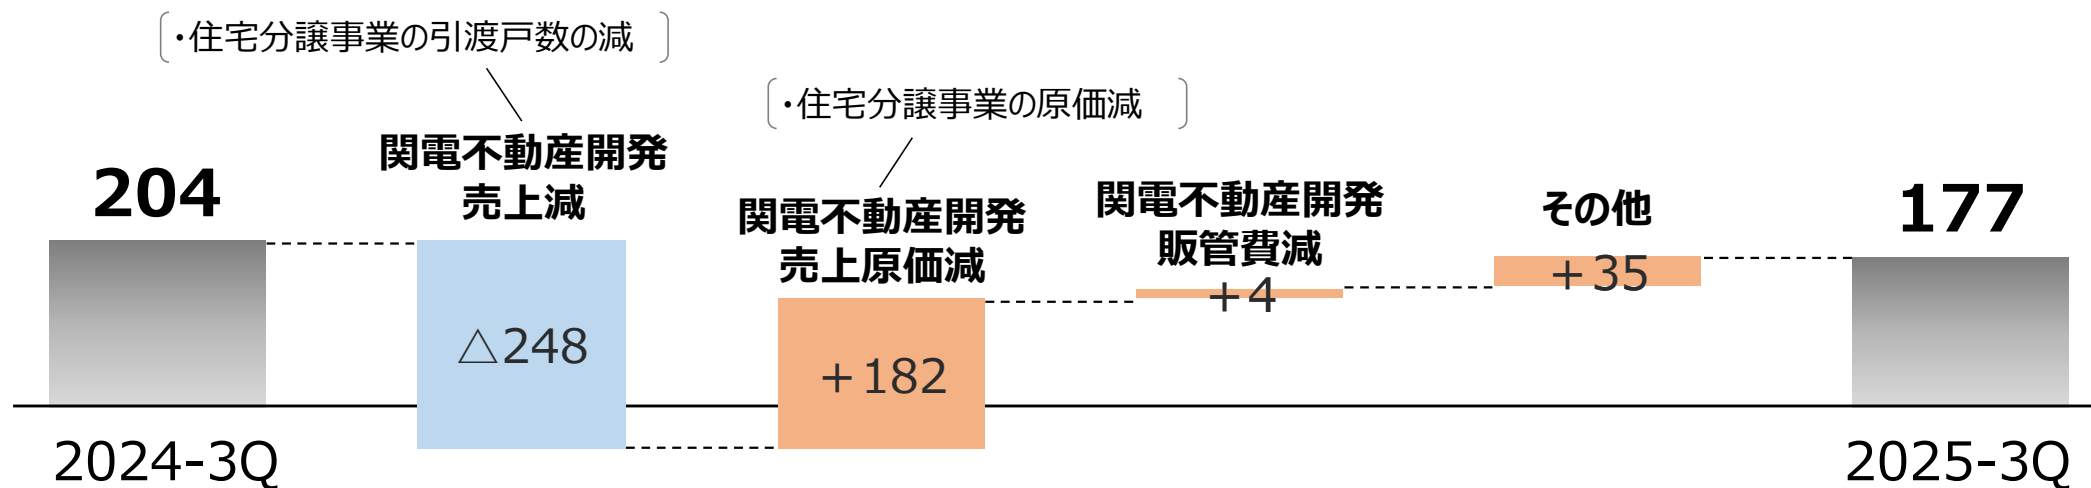 ・住宅分譲事業の引渡戸数の減
・住宅分譲事業の原価減
204
関電不動産開発
売上減
関電不動産開発
売上原価減
関電不動産開発
販管費減
その他
177
△248
+182
+4
+35
2024-3Q
2025-3Q